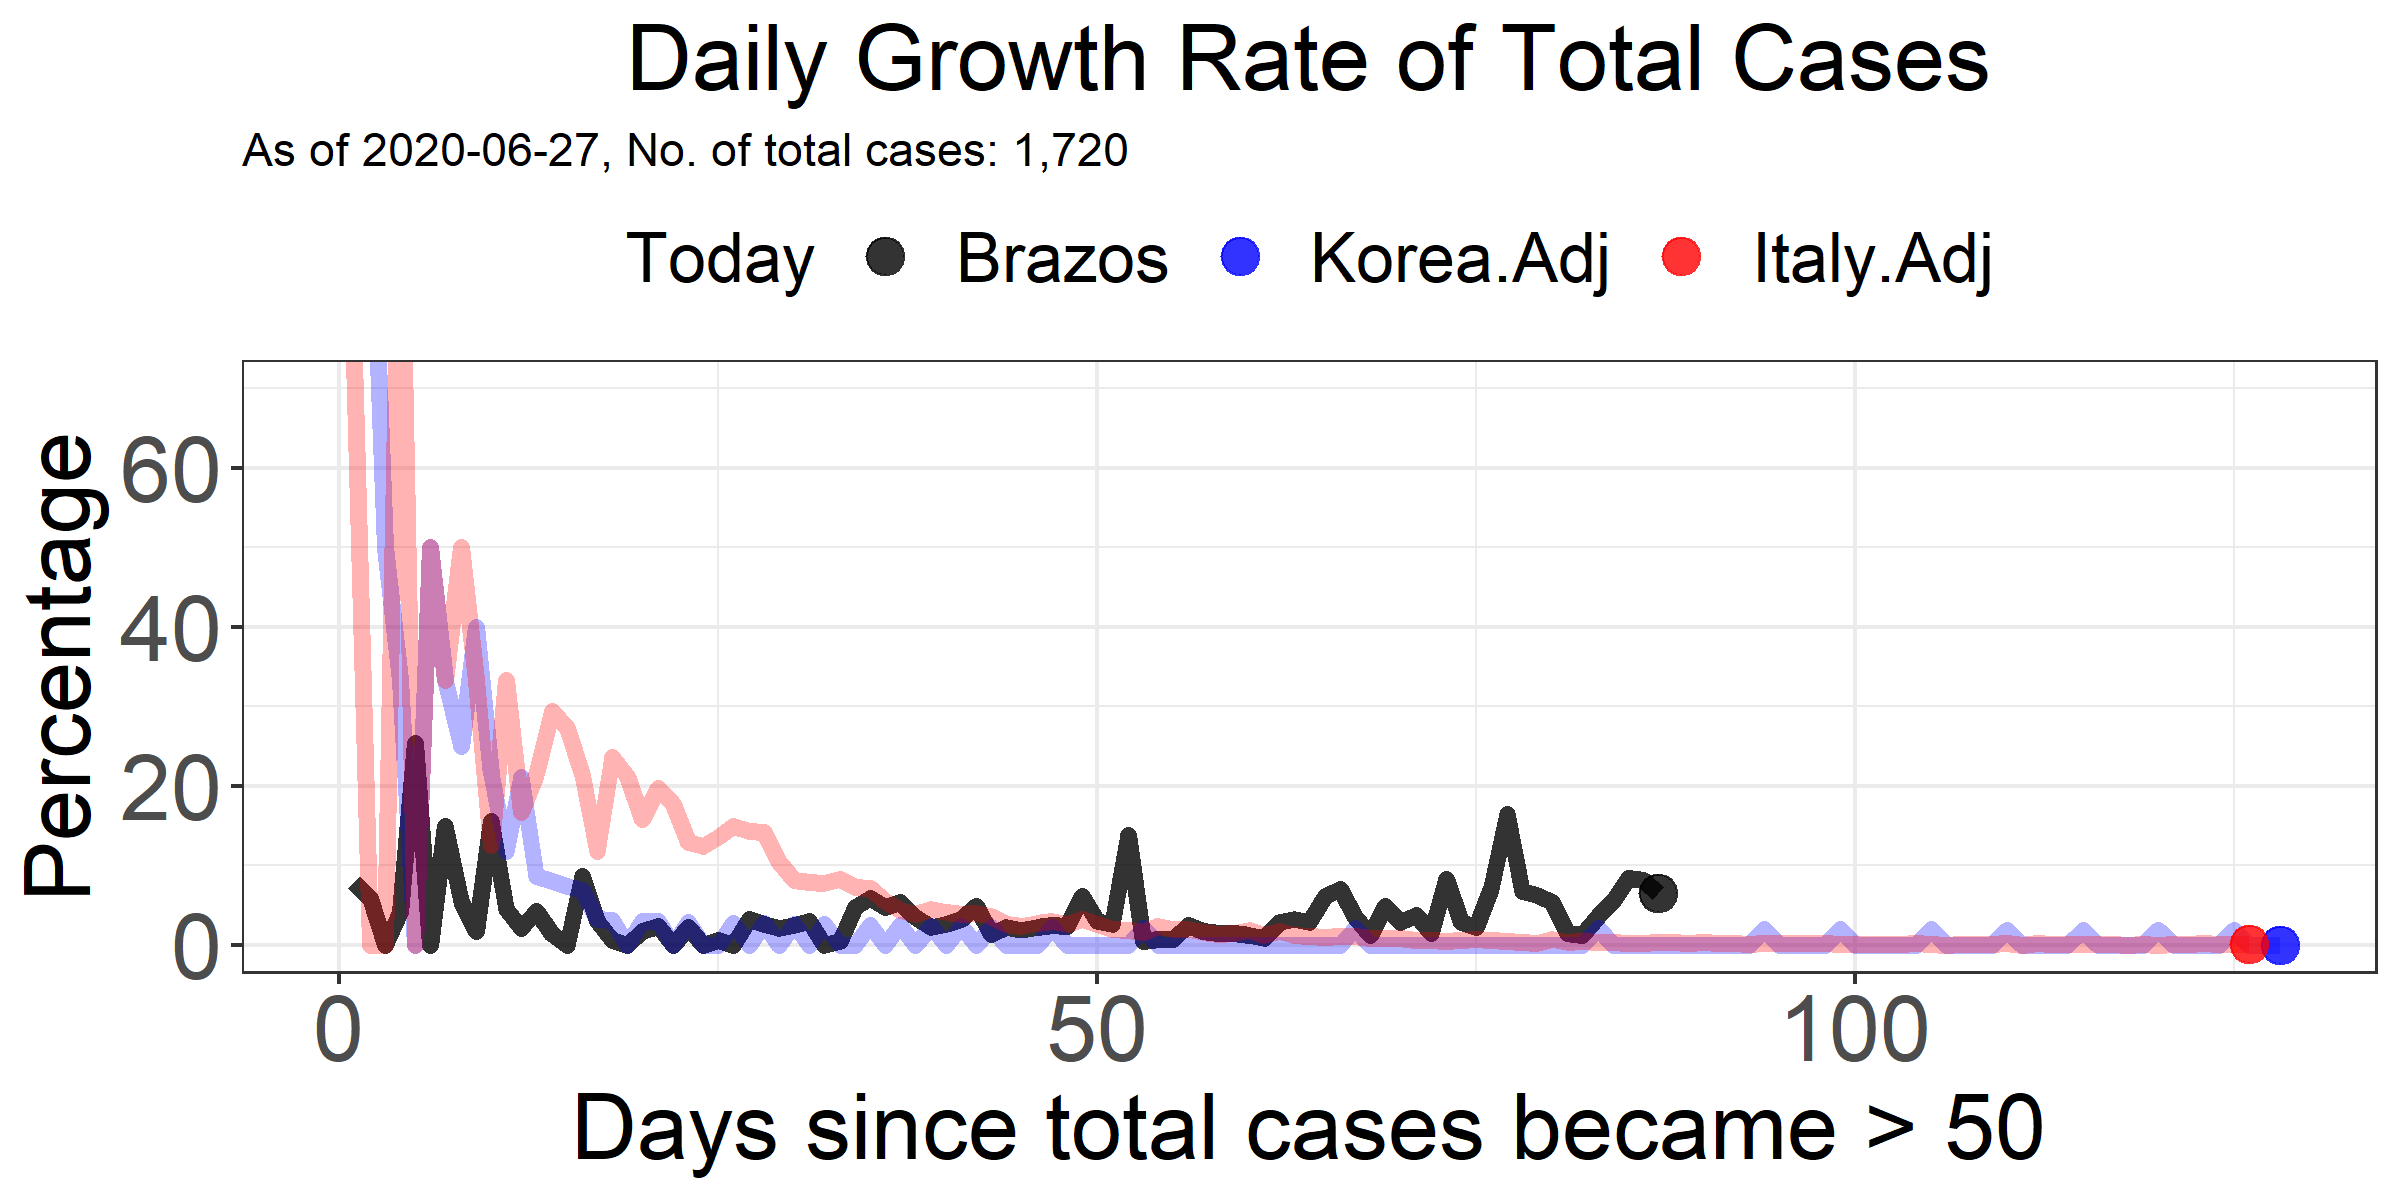 Daily Growth Rate of Total Cases
As of 2020-06-27, No. of total cases: 1,720
Today Brazos Korea.Adj Italy.Adj
Percentage
60
40
20
0
0 50 100
Days since total cases became > 50